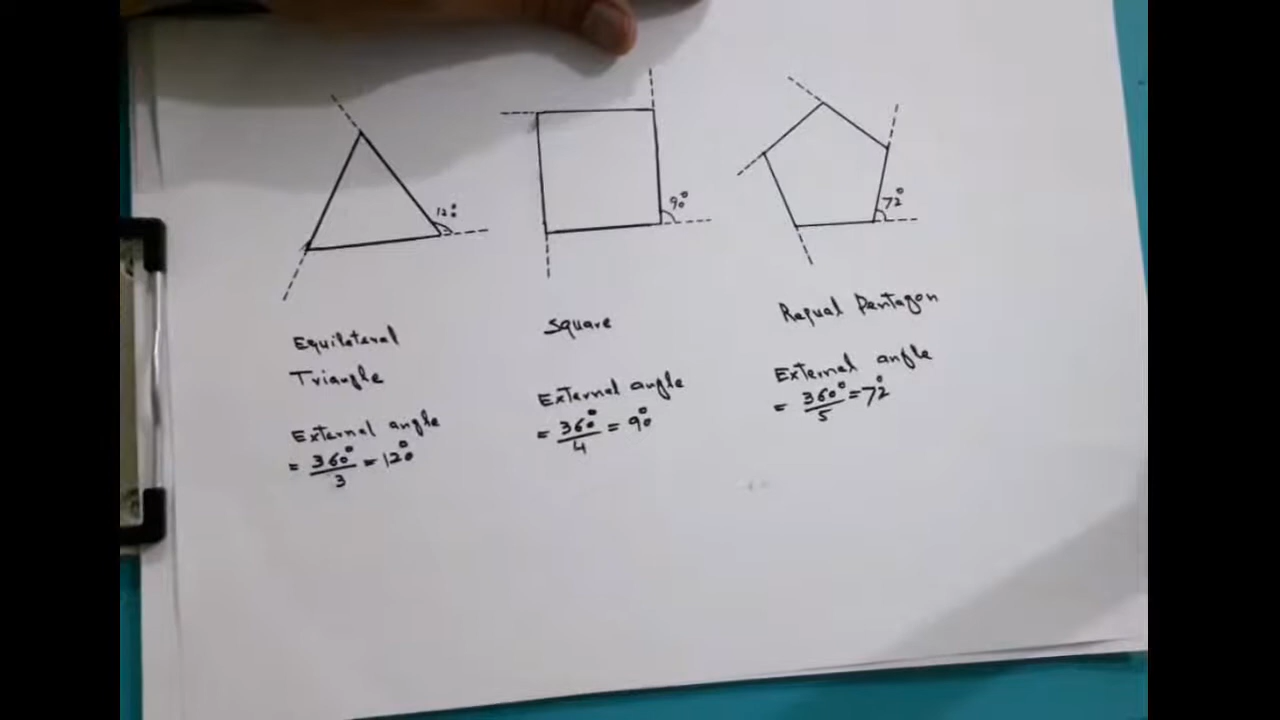 120°
90°
72°
Equilateral
Triangle
External angle
= 360°/3 = 120°
Square
External angle
= 360°/4 = 90°
Requal Pentagon
External angle
= 360°/5 = 72°